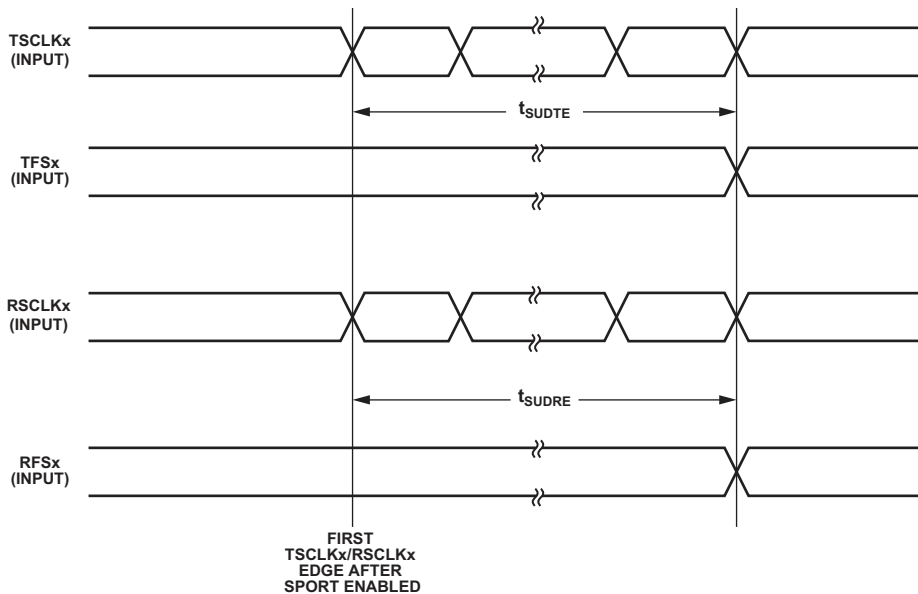 TSCLKx
(INPUT)
tSUDTE
TFSx
(INPUT)
RSCLKx
(INPUT)
tSUDRE
RFSx
(INPUT)
FIRST
TSCLKx/RSCLKx
EDGE AFTER
SPORT ENABLED